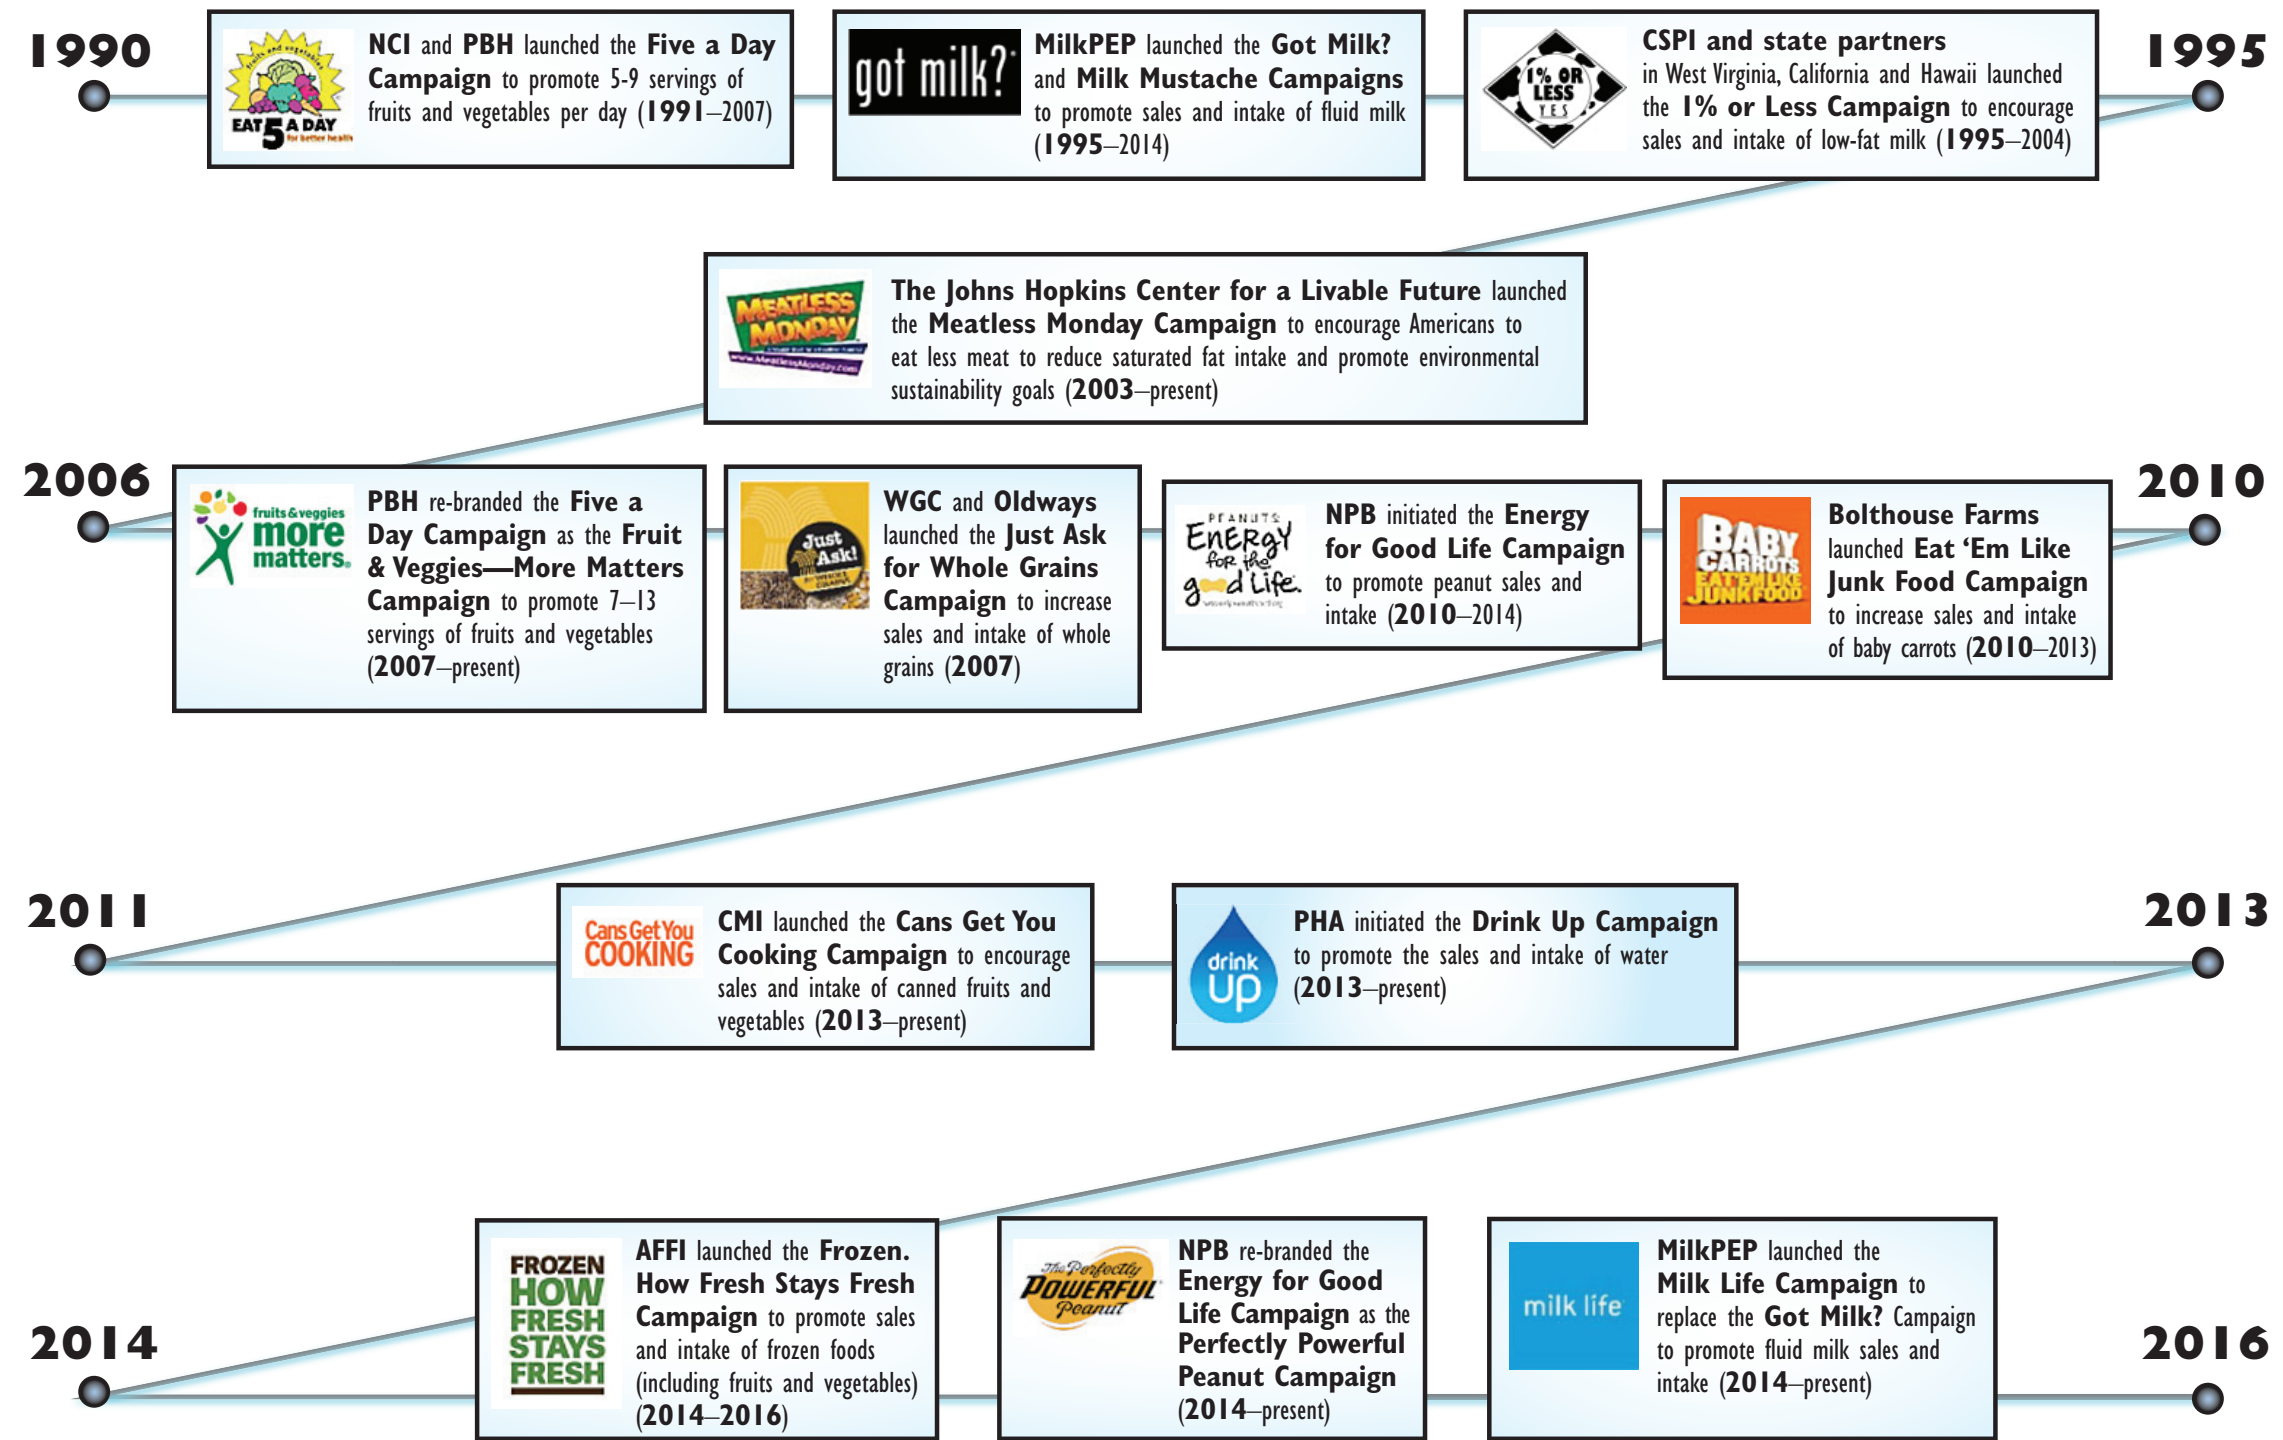 1990
fruits and vegetables
EAT 5 A DAY
for better health
NCI and PBH launched the Five a Day
Campaign to promote 5-9 servings of
fruits and vegetables per day (1991–2007)
got milk?
MilkPEP launched the Got Milk?
and Milk Mustache Campaigns
to promote sales and intake of fluid milk
(1995–2014)
1% OR
LESS
YES
CSPI and state partners
in West Virginia, California and Hawaii launched
the 1% or Less Campaign to encourage
sales and intake of low-fat milk (1995–2004)
1995
MEATLESS
MONDAY
www.MeatlessMonday.com
The Johns Hopkins Center for a Livable Future launched
the Meatless Monday Campaign to encourage Americans to
eat less meat to reduce saturated fat intake and promote environmental
sustainability goals (2003–present)
2006
fruits & veggies
more
matters.
PBH re-branded the Five a
Day Campaign as the Fruit
& Veggies—More Matters
Campaign to promote 7–13
servings of fruits and vegetables
(2007–present)
Just
Ask!
FOR WHOLE
GRAINS
WGC and Oldways
launched the Just Ask
for Whole Grains
Campaign to increase
sales and intake of whole
grains (2007)
PEANUTS
ENERGY
FOR the
good Life.
NPB initiated the Energy
for Good Life Campaign
to promote peanut sales and
intake (2010–2014)
BABY
CARROTS
EAT 'EM LIKE
JUNK FOOD
Bolthouse Farms
launched Eat ‘Em Like
Junk Food Campaign
to increase sales and intake
of baby carrots (2010–2013)
2010
2011
Cans Get You
COOKING
CMI launched the Cans Get You
Cooking Campaign to encourage
sales and intake of canned fruits and
vegetables (2013–present)
drink
UP
PHA initiated the Drink Up Campaign
to promote the sales and intake of water
(2013–present)
2013
2014
FROZEN
HOW
FRESH
STAYS
FRESH
AFFI launched the Frozen.
How Fresh Stays Fresh
Campaign to promote sales
and intake of frozen foods
(including fruits and vegetables)
(2014–2016)
The Perfectly
POWERFUL
Peanut
NPB re-branded the
Energy for Good
Life Campaign as the
Perfectly Powerful
Peanut Campaign
(2014–present)
milk life
MilkPEP launched the
Milk Life Campaign to
replace the Got Milk? Campaign
to promote fluid milk sales and
intake (2014–present)
2016